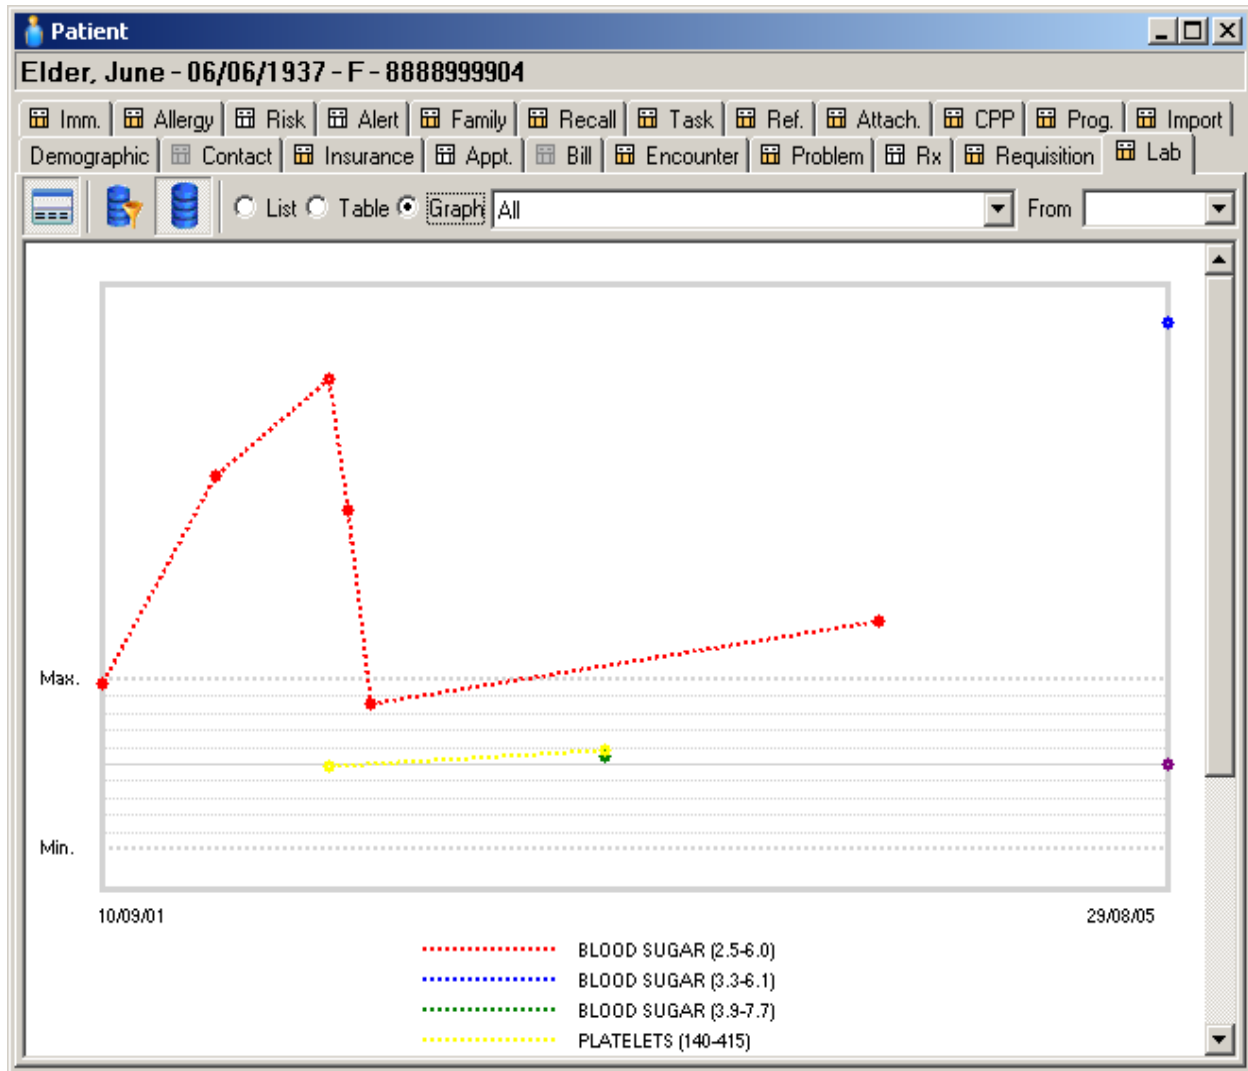 Patient
Elder, June - 06/06/1937 - F - 8888999904
Imm. Allergy Risk Alert Family Recall Task Ref. Attach. CPP Prog. Import
Demographic Contact Insurance Appt. Bill Encounter Problem Rx Requisition Lab
List Table Graph All From
Max.
Min.
10/09/01 29/08/05
BLOOD SUGAR (2.5-6.0)
BLOOD SUGAR (3.3-6.1)
BLOOD SUGAR (3.9-7.7)
PLATELETS (140-415)